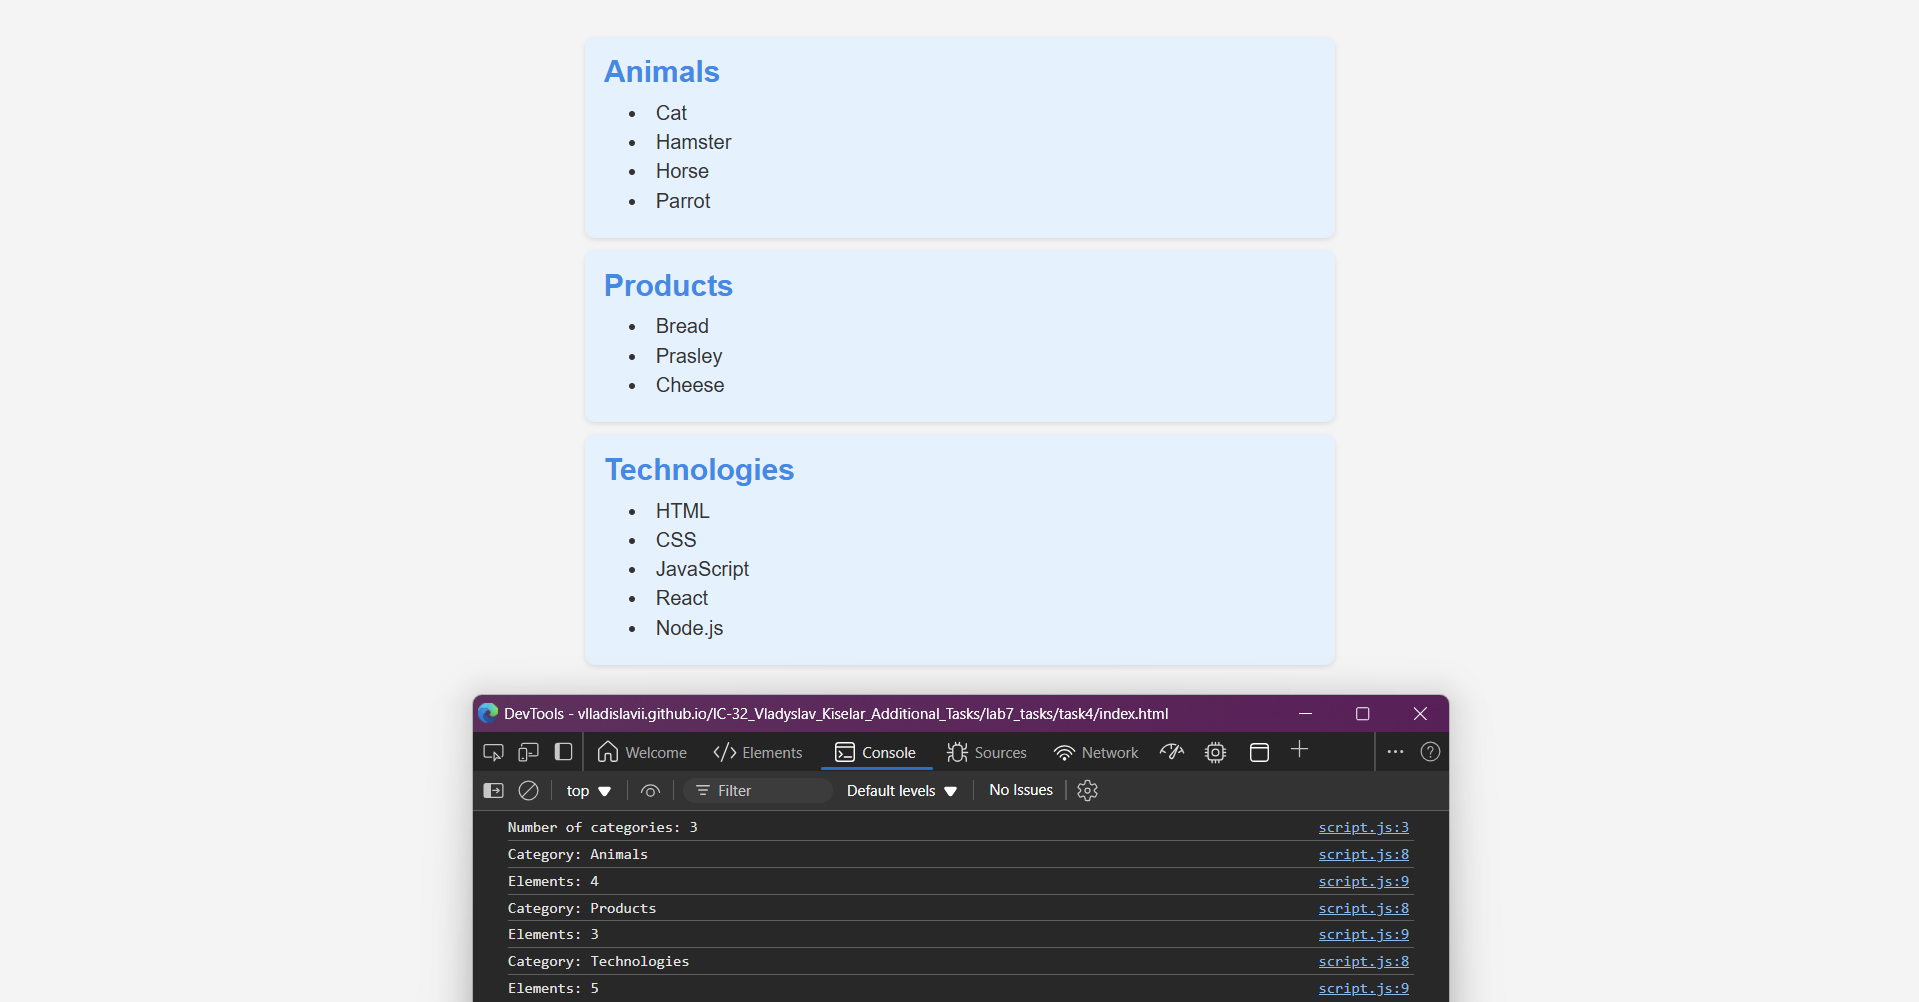 Animals
Cat
Hamster
Horse
Parrot
Products
Bread
Prasley
Cheese
Technologies
HTML
CSS
JavaScript
React
Node.js
DevTools - vlladislavii.github.io/IC-32_Vladyslav_Kiselar_Additional_Tasks/lab7_tasks/task4/index.html
Welcome Elements Console Sources Network
top Filter Default levels No Issues
Number of categories: 3 script.js:3
Category: Animals script.js:8
Elements: 4 script.js:9
Category: Products script.js:8
Elements: 3 script.js:9
Category: Technologies script.js:8
Elements: 5 script.js:9